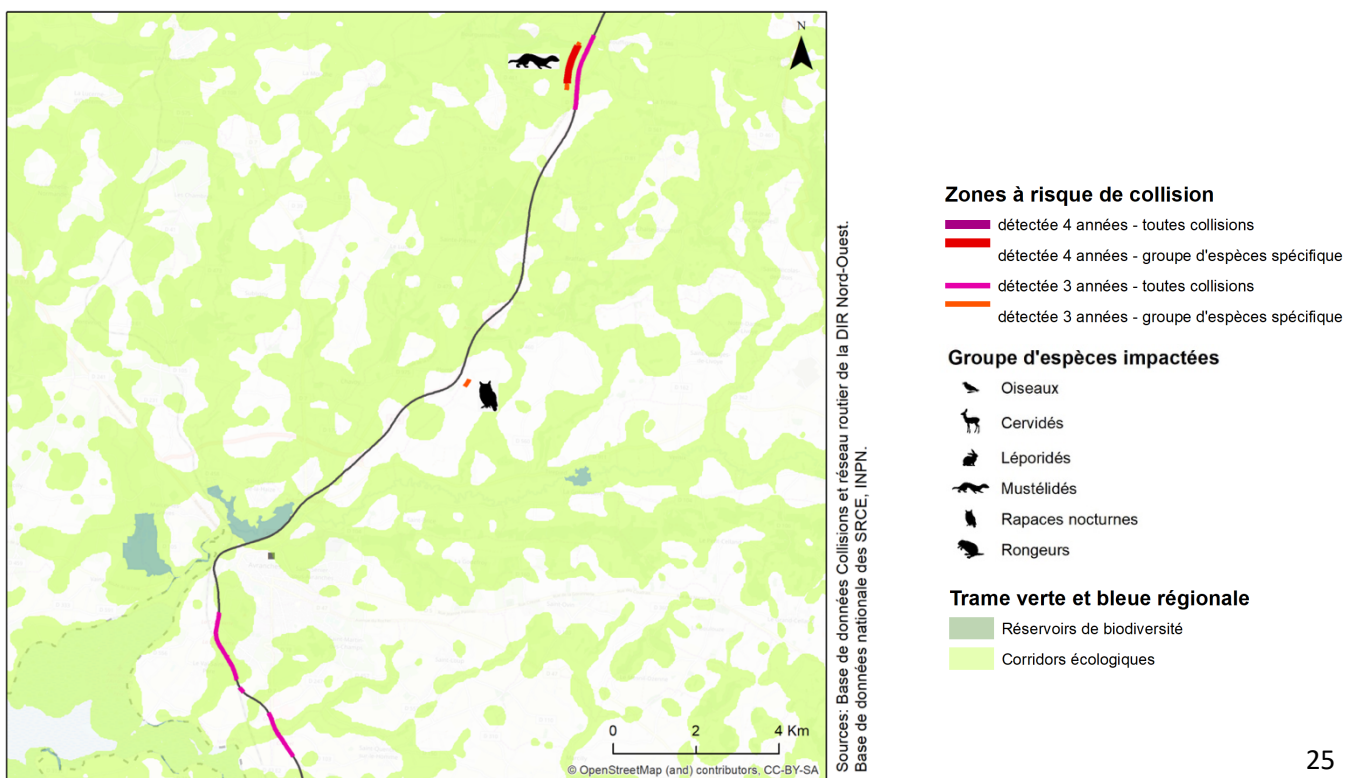 N
0 2 4 Km
© OpenStreetMap (and) contributors, CC-BY-SA
Sources: Base de données Collisions et réseau routier de la DIR Nord-Ouest.
Base de données nationale des SRCE, INPN.
Zones à risque de collision
détectée 4 années - toutes collisions
détectée 4 années - groupe d'espèces spécifique
détectée 3 années - toutes collisions
détectée 3 années - groupe d'espèces spécifique
Groupe d'espèces impactées
Oiseaux
Cervidés
Léporidés
Mustélidés
Rapaces nocturnes
Rongeurs
Trame verte et bleue régionale
Réservoirs de biodiversité
Corridors écologiques
25